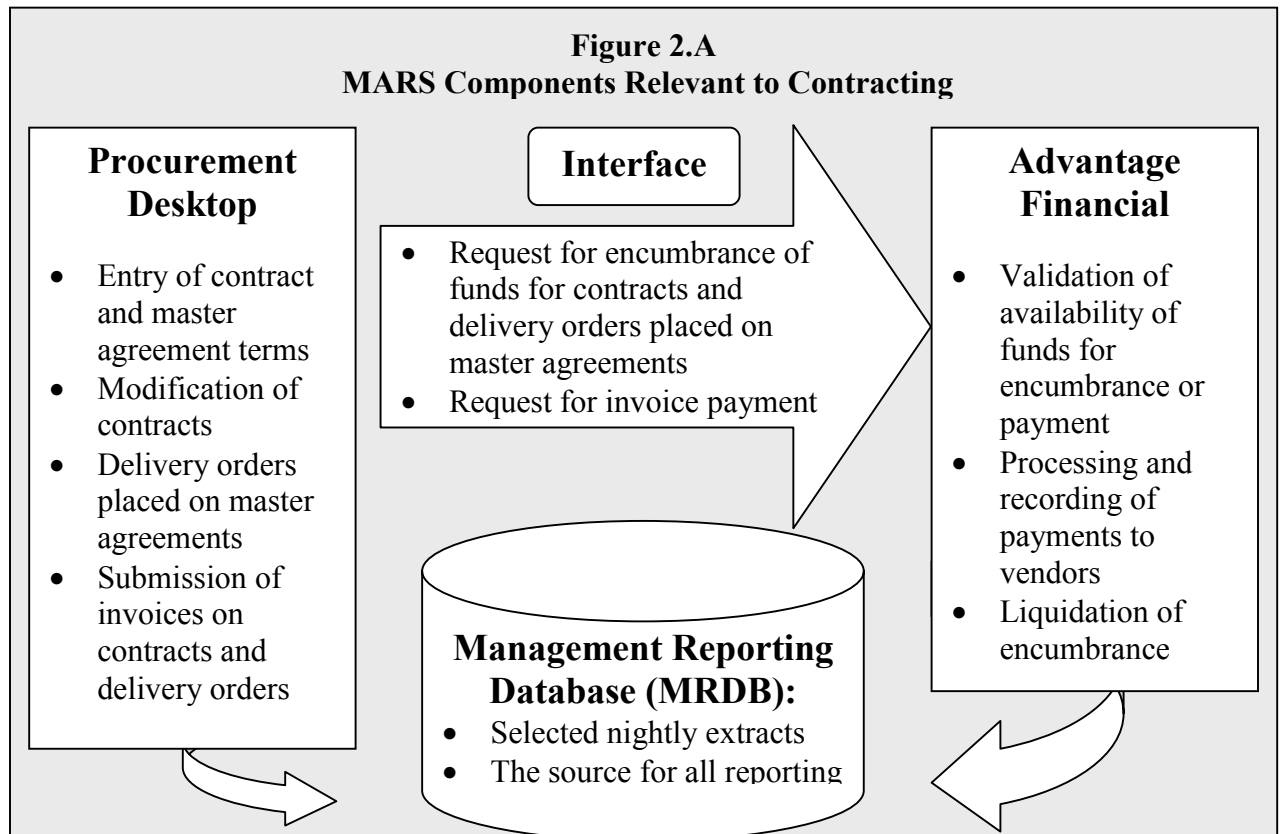 Figure 2.A
MARS Components Relevant to Contracting
Procurement
Desktop
• Entry of contract
and master
agreement terms
• Modification of
contracts
• Delivery orders
placed on master
agreements
• Submission of
invoices on
contracts and
delivery orders
Interface
• Request for encumbrance of
funds for contracts and
delivery orders placed on
master agreements
• Request for invoice payment
Advantage
Financial
• Validation of
availability of
funds for
encumbrance or
payment
• Processing and
recording of
payments to
vendors
• Liquidation of
encumbrance
Management Reporting
Database (MRDB):
• Selected nightly extracts
• The source for all reporting